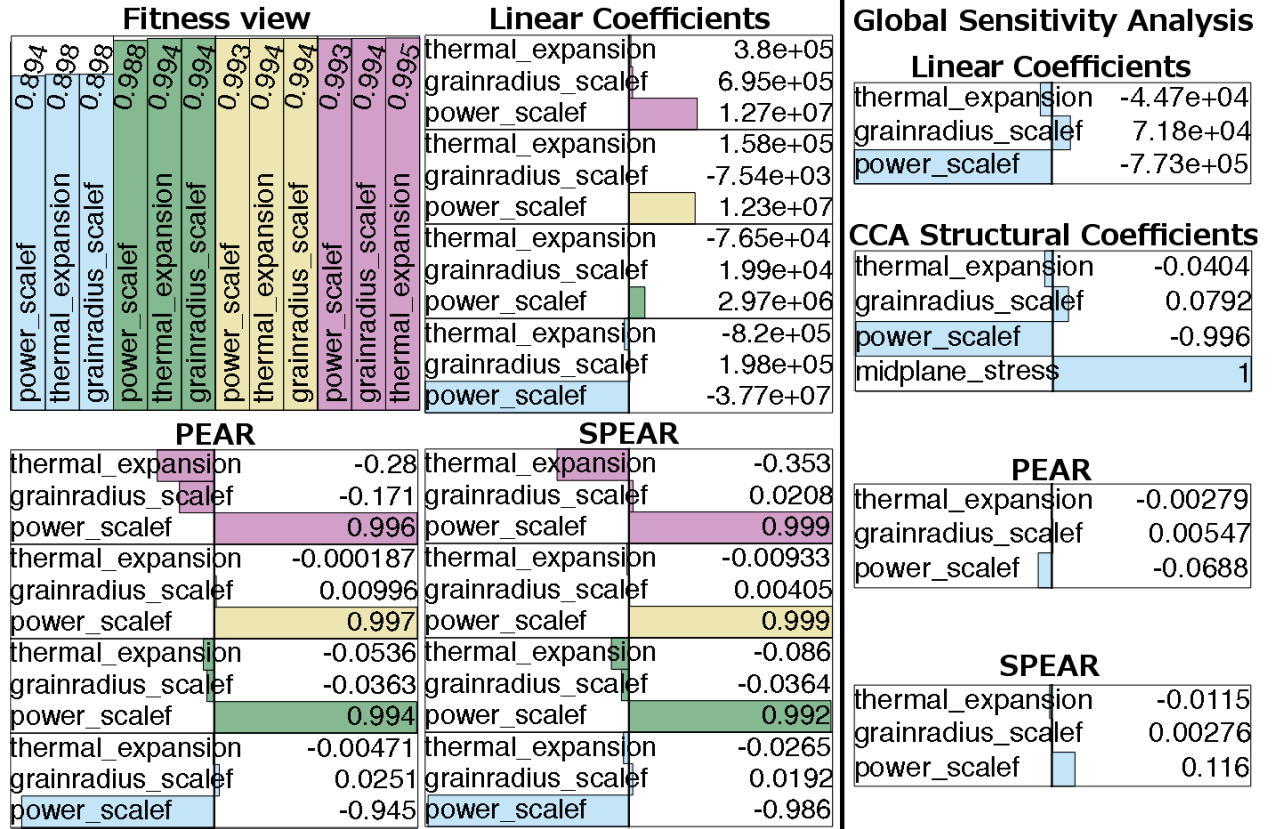 Fitness view
0.894
0.898
0.898
0.988
0.994
0.994
0.993
0.994
0.994
0.993
0.994
0.995
power_scalef
thermal_expansion
grainradius_scalef
power_scalef
thermal_expansion
grainradius_scalef
power_scalef
thermal_expansion
grainradius_scalef
power_scalef
grainradius_scalef
thermal_expansion
Linear Coefficients
thermal_expansion 3.8e+05
grainradius_scalef 6.95e+05
power_scalef 1.27e+07
thermal_expansion 1.58e+05
grainradius_scalef -7.54e+03
power_scalef 1.23e+07
thermal_expansion -7.65e+04
grainradius_scalef 1.99e+04
power_scalef 2.97e+06
thermal_expansion -8.2e+05
grainradius_scalef 1.98e+05
power_scalef -3.77e+07
PEAR
thermal_expansion -0.28
grainradius_scalef -0.171
power_scalef 0.996
thermal_expansion -0.000187
grainradius_scalef 0.00996
power_scalef 0.997
thermal_expansion -0.0536
grainradius_scalef -0.0363
power_scalef 0.994
thermal_expansion -0.00471
grainradius_scalef 0.0251
power_scalef -0.945
SPEAR
thermal_expansion -0.353
grainradius_scalef 0.0208
power_scalef 0.999
thermal_expansion -0.00933
grainradius_scalef 0.00405
power_scalef 0.999
thermal_expansion -0.086
grainradius_scalef -0.0364
power_scalef 0.992
thermal_expansion -0.0265
grainradius_scalef 0.0192
power_scalef -0.986
Global Sensitivity Analysis
Linear Coefficients
thermal_expansion -4.47e+04
grainradius_scalef 7.18e+04
power_scalef -7.73e+05
CCA Structural Coefficients
thermal_expansion -0.0404
grainradius_scalef 0.0792
power_scalef -0.996
midplane_stress 1
PEAR
thermal_expansion -0.00279
grainradius_scalef 0.00547
power_scalef -0.0688
SPEAR
thermal_expansion -0.0115
grainradius_scalef 0.00276
power_scalef 0.116